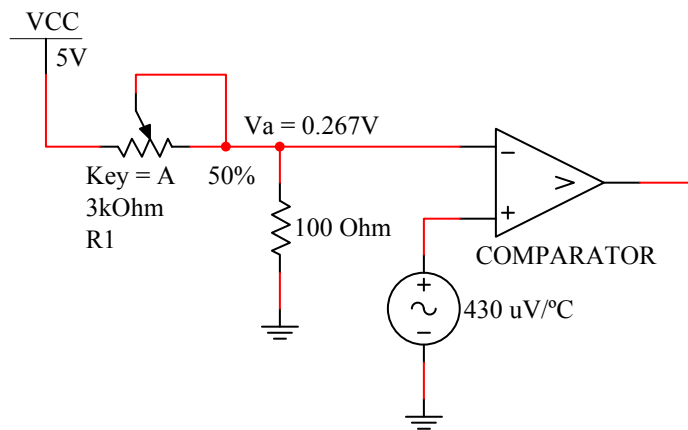 VCC
5V
Va = 0.267V
Key = A
50%
3kOhm
R1
100 Ohm
COMPARATOR
430 uV/ºC